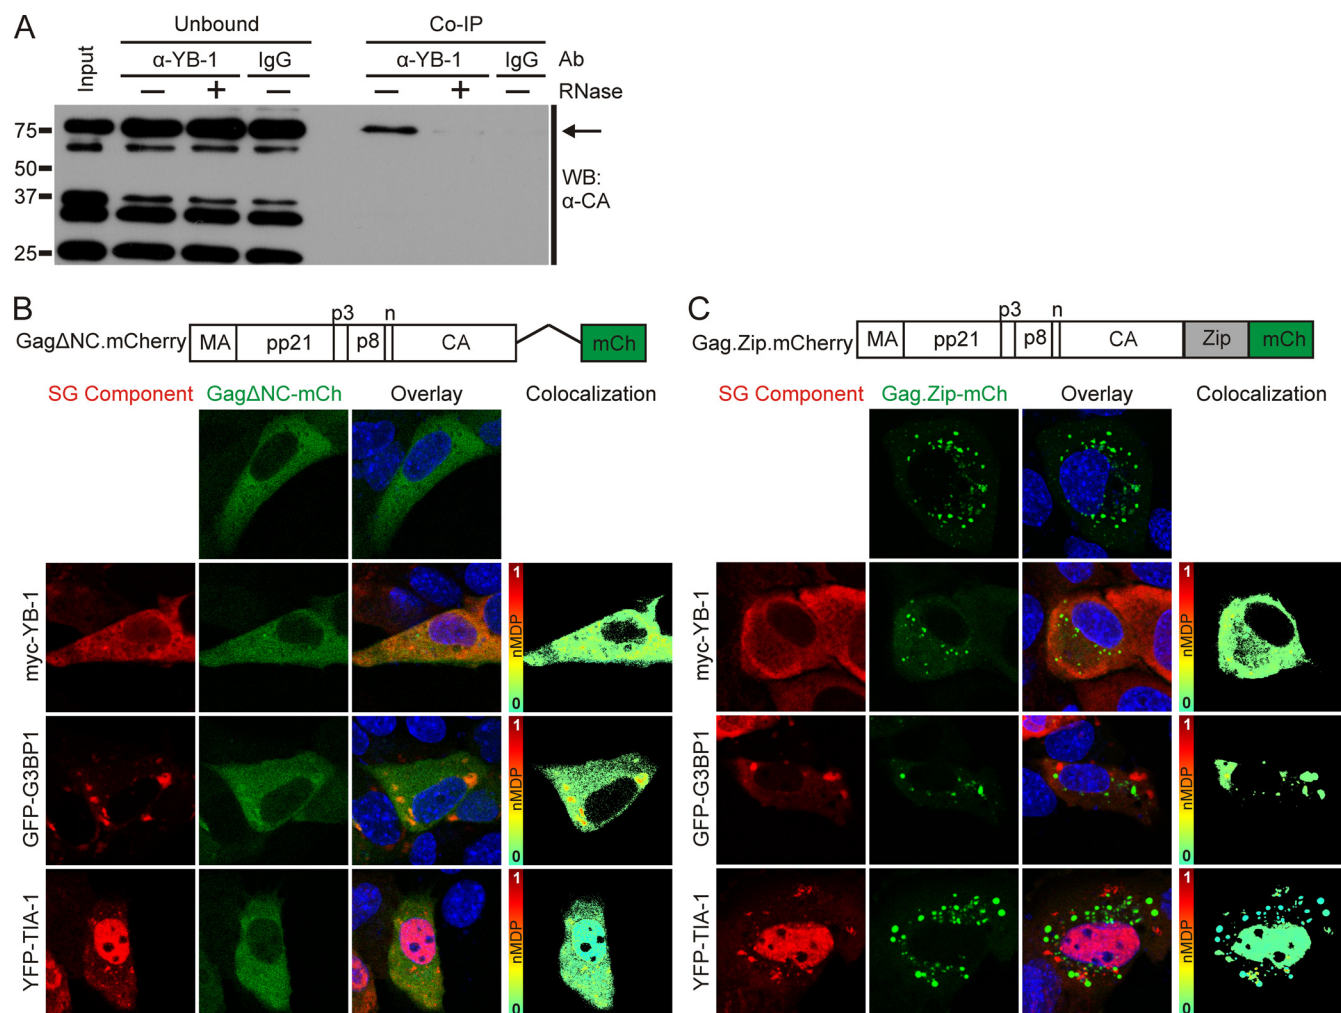 A
Unbound Co-IP
Input α-YB-1 IgG α-YB-1 IgG Ab
− + − − + − RNase
75
50
37
25
WB:
α-CA
B
p3 n
GagΔNC.mCherry MA pp21 p8 CA mCh
SG Component GagΔNC-mCh Overlay Colocalization
myc-YB-1 1 nMDP 0
GFP-G3BP1 1 nMDP 0
YFP-TIA-1 1 nMDP 0
C
p3 n
Gag.Zip.mCherry MA pp21 p8 CA Zip mCh
SG Component Gag.Zip-mCh Overlay Colocalization
myc-YB-1 1 nMDP 0
GFP-G3BP1 1 nMDP 0
YFP-TIA-1 1 nMDP 0